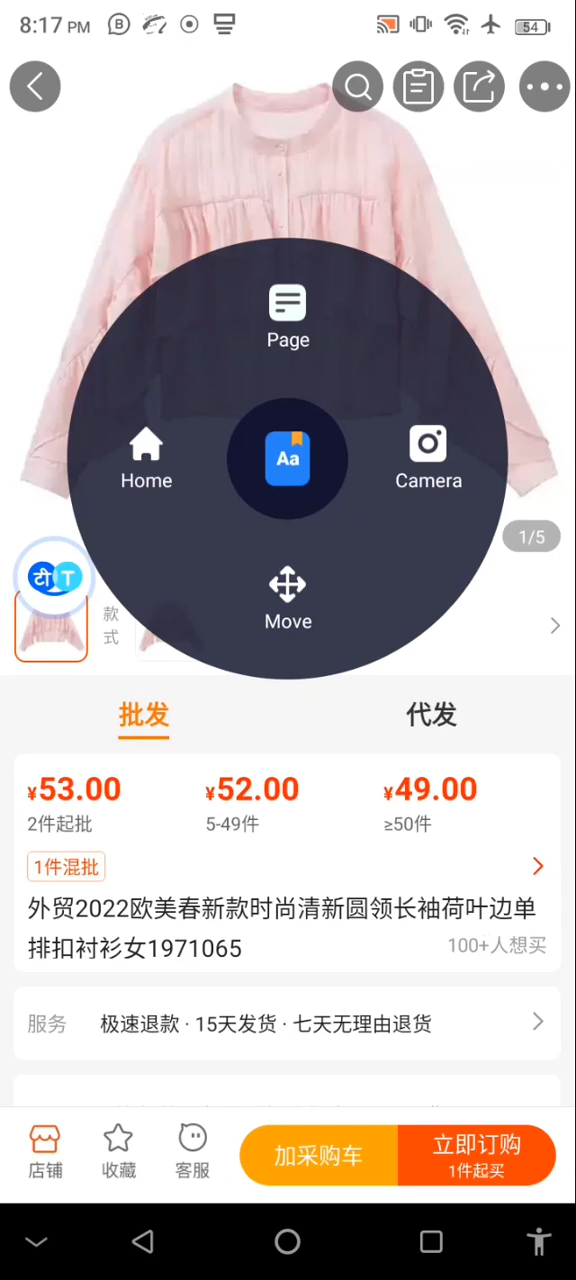 8:17 PM
54
Page
Home
Aa
Camera
Move
1/5
टी T
款
式
批发 代发
¥53.00 ¥52.00 ¥49.00
2件起批 5-49件 ≥50件
1件混批
外贸2022欧美春新款时尚清新圆领长袖荷叶边单
排扣衬衫女1971065 100+人想买
服务 极速退款 · 15天发货 · 七天无理由退货
店铺 收藏 客服 加采购车 立即订购
1件起买